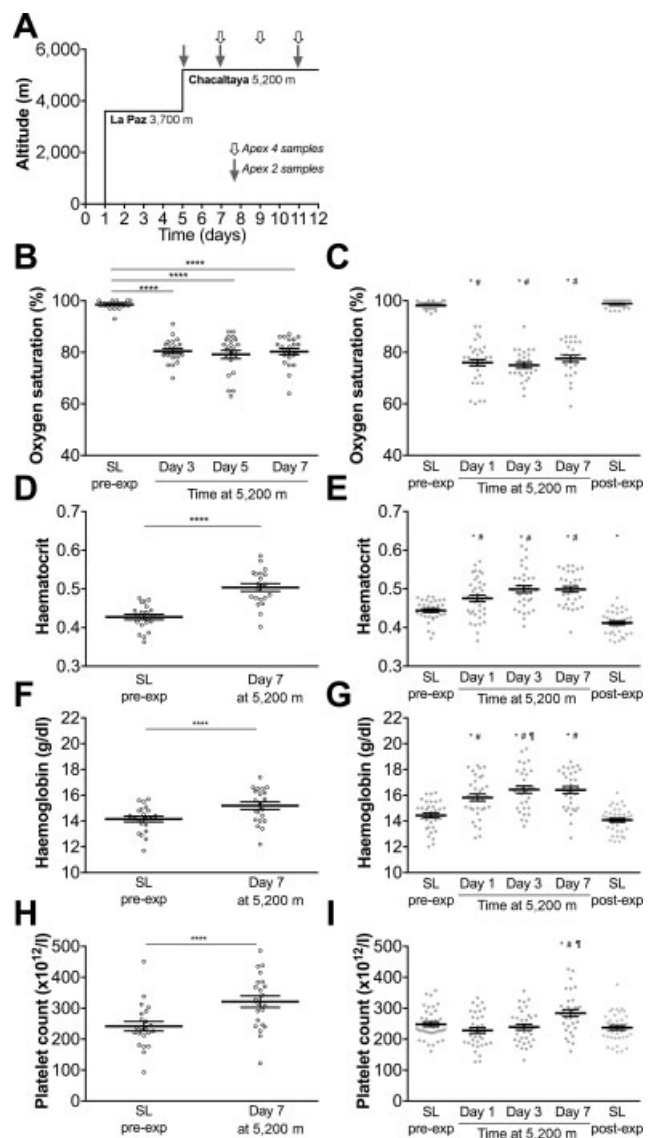 A
Altitude (m)
6,000
4,000
2,000
0
Chacaltaya 5,200 m
La Paz 3,700 m
Apex 4 samples
Apex 2 samples
0 1 2 3 4 5 6 7 8 9 10 11 12
Time (days)
B
Oxygen saturation (%)
****
****
****
100
80
60
40
SL pre-exp
Day 3 Day 5 Day 7
Time at 5,200 m
C
Oxygen saturation (%)
* # * # * #
100
80
60
40
SL pre-exp
Day 1 Day 3 Day 7
SL post-exp
Time at 5,200 m
D
Haematocrit
****
0.7
0.6
0.5
0.4
0.3
SL pre-exp
Day 7 at 5,200 m
E
Haematocrit
* # * # * # *
0.7
0.6
0.5
0.4
0.3
SL pre-exp
Day 1 Day 3 Day 7
SL post-exp
Time at 5,200 m
F
Haemoglobin (g/dl)
****
22
20
18
16
14
12
10
SL pre-exp
Day 7 at 5,200 m
G
Haemoglobin (g/dl)
* # * # ¶ * #
22
20
18
16
14
12
10
SL pre-exp
Day 1 Day 3 Day 7
SL post-exp
Time at 5,200 m
H
Platelet count (x10¹²/l)
****
500
400
300
200
100
0
SL pre-exp
Day 7 at 5,200 m
I
Platelet count (x10¹²/l)
* # ¶
500
400
300
200
100
0
SL pre-exp
Day 1 Day 3 Day 7
SL post-exp
Time at 5,200 m